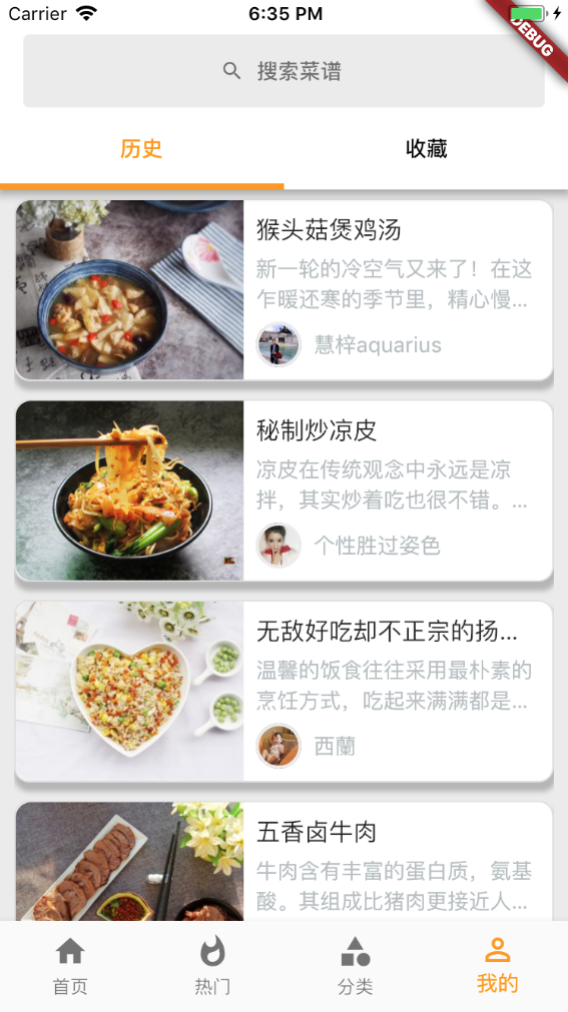 Carrier 6:35 PM
DEBUG
搜索菜谱
历史 收藏
猴头菇煲鸡汤
新一轮的冷空气又来了！在这
乍暖还寒的季节里，精心慢...
慧梓aquarius
秘制炒凉皮
凉皮在传统观念中永远是凉
拌，其实炒着吃也很不错。...
个性胜过姿色
无敌好吃却不正宗的扬...
温馨的饭食往往采用最朴素的
烹饪方式，吃起来满满都是...
西蘭
五香卤牛肉
牛肉含有丰富的蛋白质，氨基
酸。其组成比猪肉更接近人...
首页 热门 分类 我的